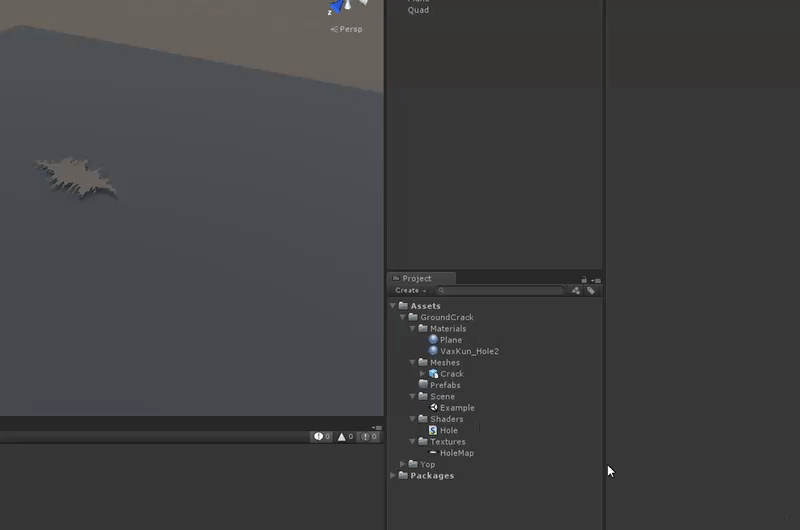 z
Persp
Quad
Project
Create
Assets
GroundCrack
Materials
Plane
VaxKun_Hole2
Meshes
Crack
Prefabs
Scene
Example
Shaders
Hole
Textures
HoleMap
Yop
Packages
0 0 0